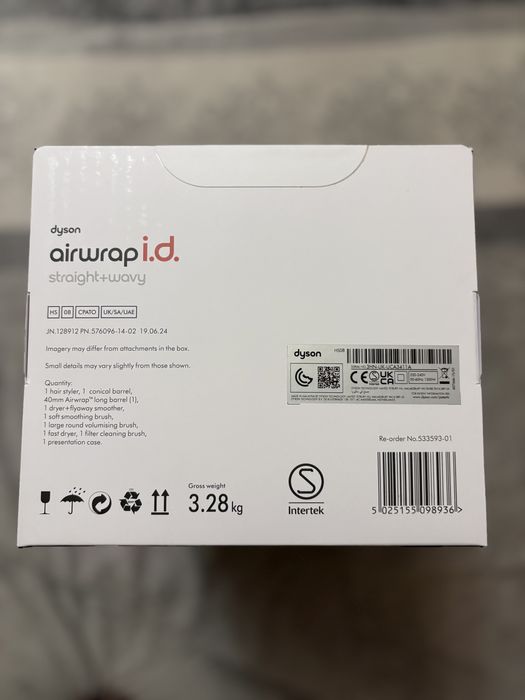 dyson
airwrap i.d.
straight+wavy
HS 08 CPATO UK/SA/UAE
JN.128912 PN.576096-14-02 19.06.24
Imagery may differ from attachments in the box.
Small details may vary slightly from those shown.
Quantity:
1 hair styler, 1 conical barrel,
40mm Airwrap™ long barrel (1),
1 dryer+flyaway smoother,
1 soft smoothing brush,
1 large round volumising brush,
1 fast dryer, 1 filter cleaning brush,
1 presentation case.
dyson HS08
CE S UK CA
Re-order No.533593-01
Gross weight
3.28kg
S
Intertek
5 025155 098936 >